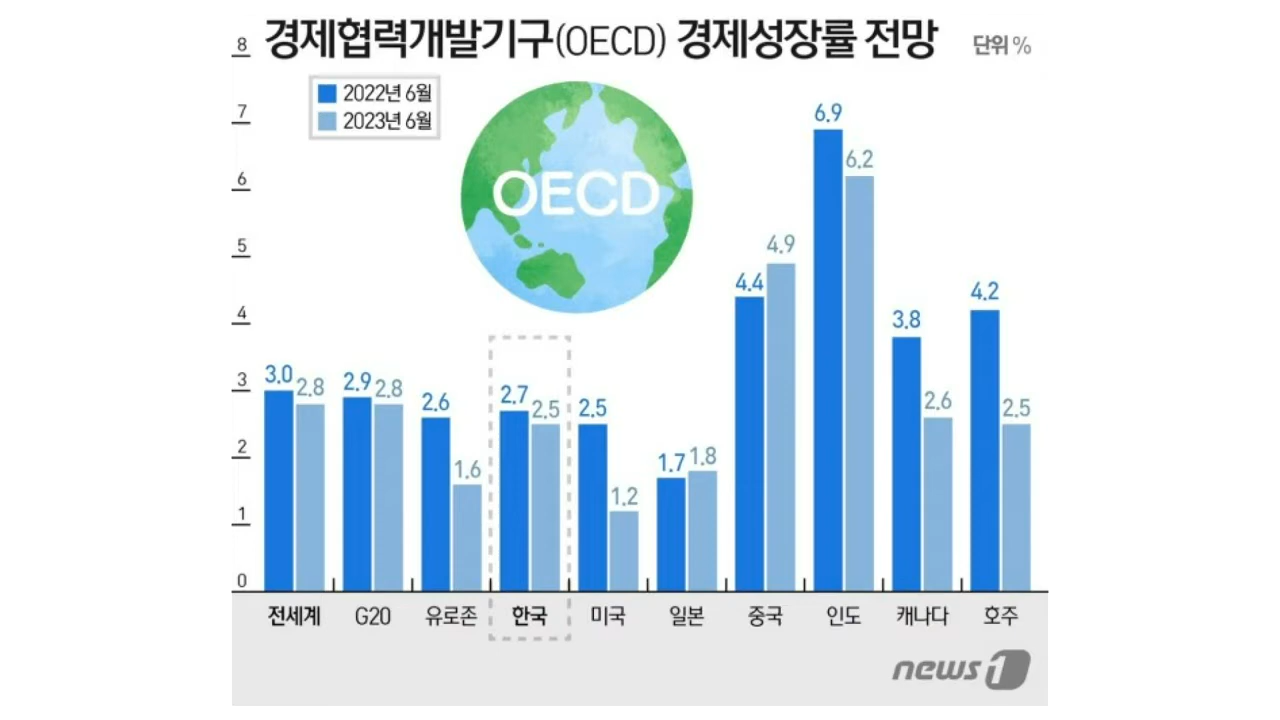 경제협력개발기구(OECD) 경제성장률 전망
단위 %
2022년 6월
2023년 6월
OECD
8
7
6
5
4
3
2
1
0
3.0 2.8
2.9 2.8
2.6 1.6
2.7 2.5
2.5 1.2
1.7 1.8
4.4 4.9
6.9 6.2
3.8 2.6
4.2 2.5
전세계 G20 유로존 한국 미국 일본 중국 인도 캐나다 호주
news1